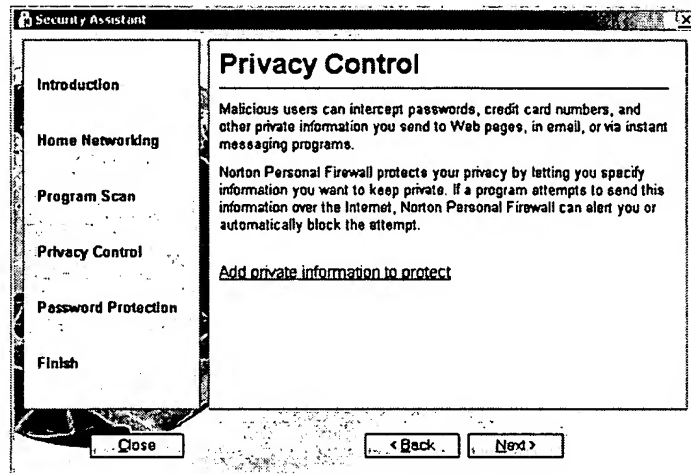 Security Assistant
Introduction
Home Networking
Program Scan
Privacy Control
Password Protection
Finish
Privacy Control
Malicious users can intercept passwords, credit card numbers, and
other private information you send to Web pages, in email, or via instant
messaging programs.
Norton Personal Firewall protects your privacy by letting you specify
information you want to keep private. If a program attempts to send this
information over the Internet, Norton Personal Firewall can alert you or
automatically block the attempt.
Add private information to protect
Close
< Back
Next >